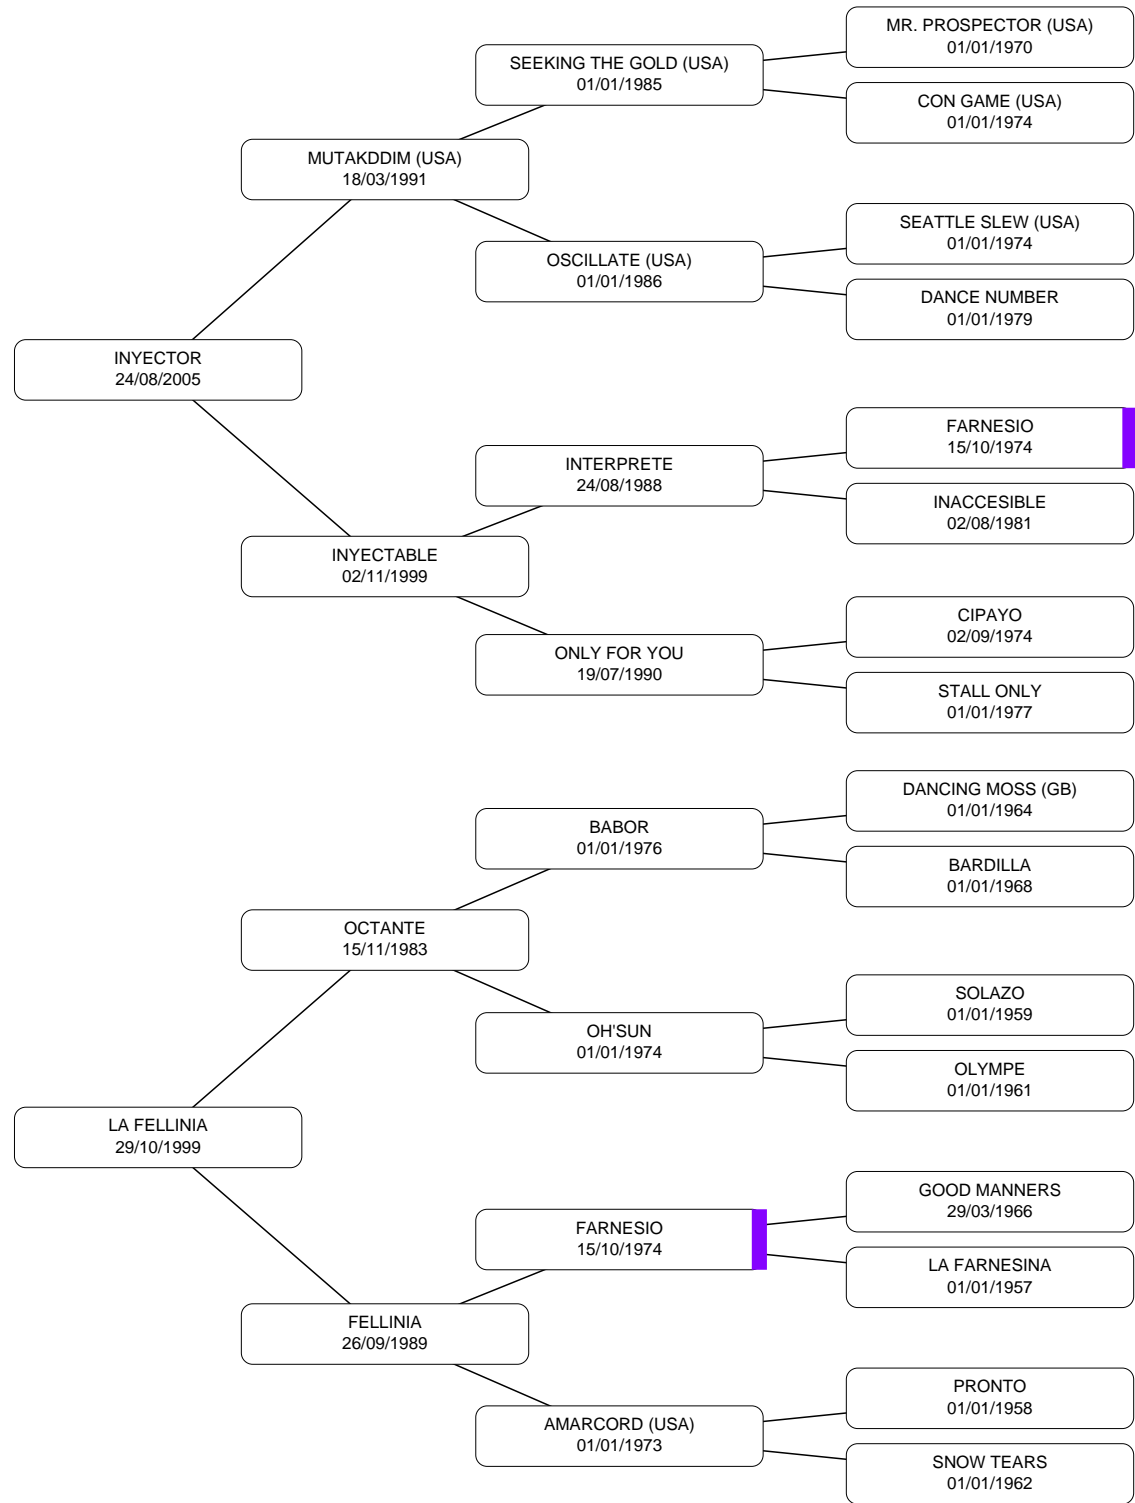 MR. PROSPECTOR (USA)
01/01/1970
SEEKING THE GOLD (USA)
01/01/1985
CON GAME (USA)
01/01/1974
MUTAKDDIM (USA)
18/03/1991
SEATTLE SLEW (USA)
01/01/1974
OSCILLATE (USA)
01/01/1986
DANCE NUMBER
01/01/1979
INYECTOR
24/08/2005
FARNESIO
15/10/1974
INTERPRETE
24/08/1988
INACCESIBLE
02/08/1981
INYECTABLE
02/11/1999
CIPAYO
02/09/1974
ONLY FOR YOU
19/07/1990
STALL ONLY
01/01/1977
DANCING MOSS (GB)
01/01/1964
BABOR
01/01/1976
BARDILLA
01/01/1968
OCTANTE
15/11/1983
SOLAZO
01/01/1959
OH'SUN
01/01/1974
OLYMPE
01/01/1961
LA FELLINIA
29/10/1999
GOOD MANNERS
29/03/1966
FARNESIO
15/10/1974
LA FARNESINA
01/01/1957
FELLINIA
26/09/1989
PRONTO
01/01/1958
AMARCORD (USA)
01/01/1973
SNOW TEARS
01/01/1962